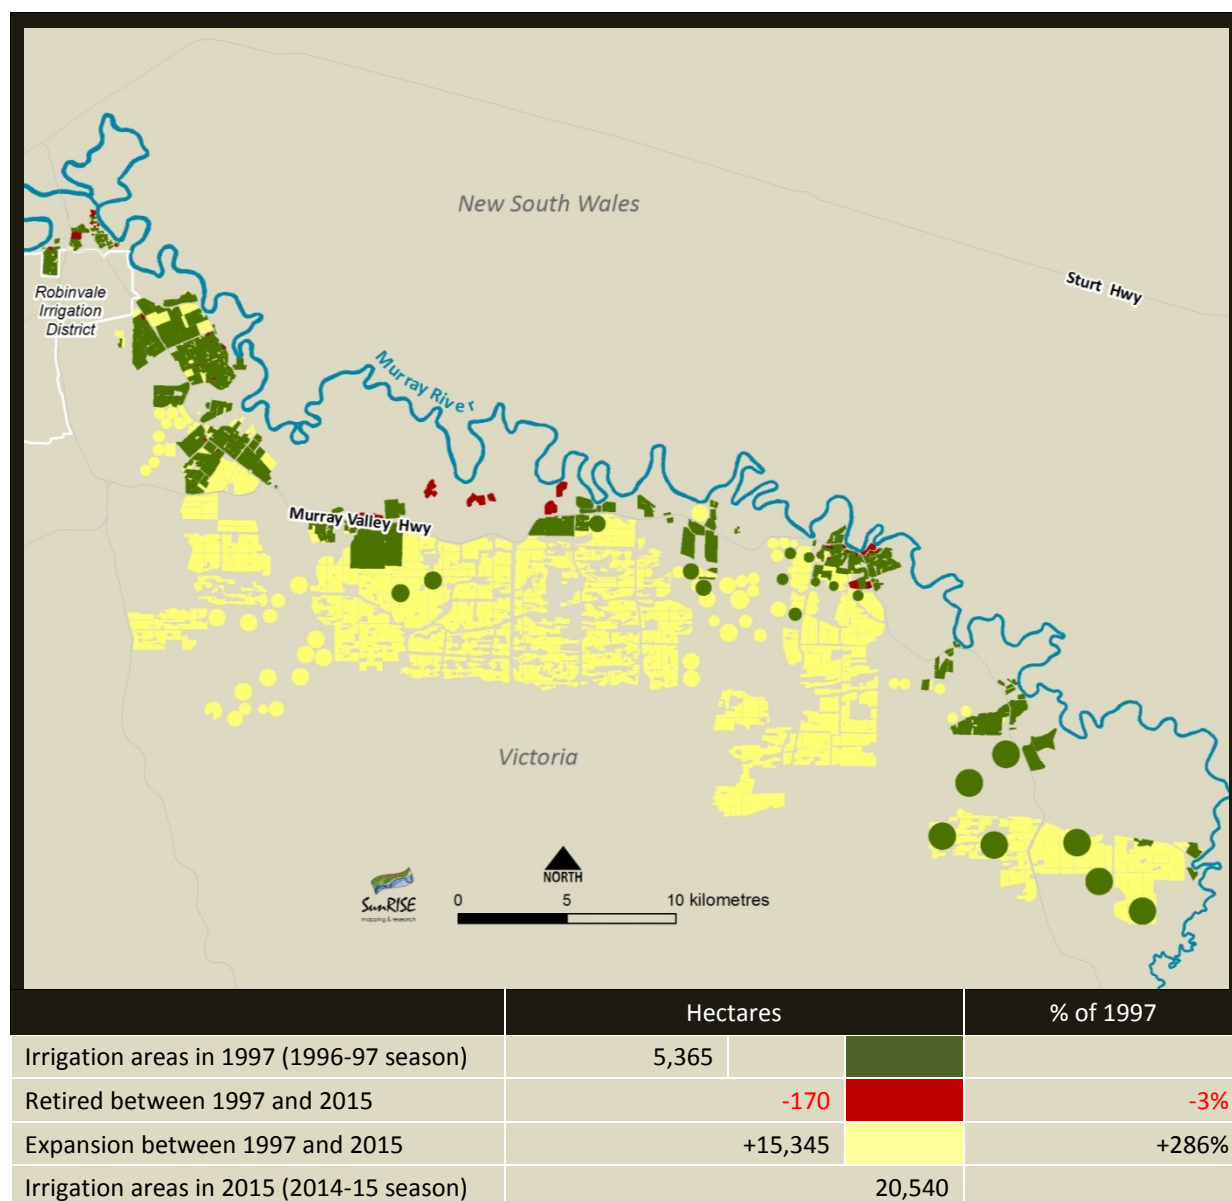 New South Wales
Sturt Hwy
Robinvale
Irrigation
District
Murray River
Murray Valley Hwy
Victoria
NORTH
SunRISE
mapping & research
0 5 10 kilometres
Hectares % of 1997
Irrigation areas in 1997 (1996-97 season) 5,365
Retired between 1997 and 2015 -170 -3%
Expansion between 1997 and 2015 +15,345 +286%
Irrigation areas in 2015 (2014-15 season) 20,540